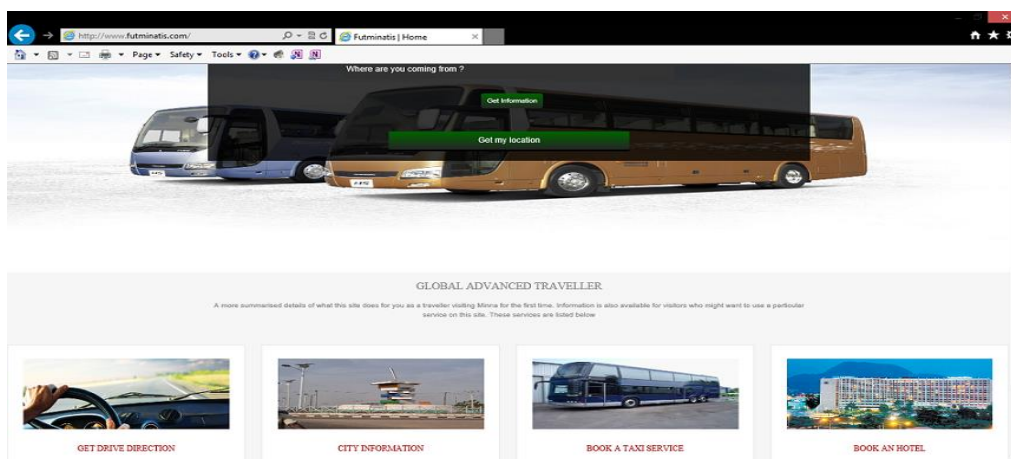 http://www.futminatis.com/
Futminatis | Home
Page Safety Tools
Where are you coming from ?
Get Information
Get my location
GLOBAL ADVANCED TRAVELLER
A more summarised details of what this site does for you as a traveller visiting Minna for the first time. Information is also available for visitors who might want to use a particular
service on this site. These services are listed below
GET DRIVE DIRECTION
CITY INFORMATION
BOOK A TAXI SERVICE
BOOK AN HOTEL